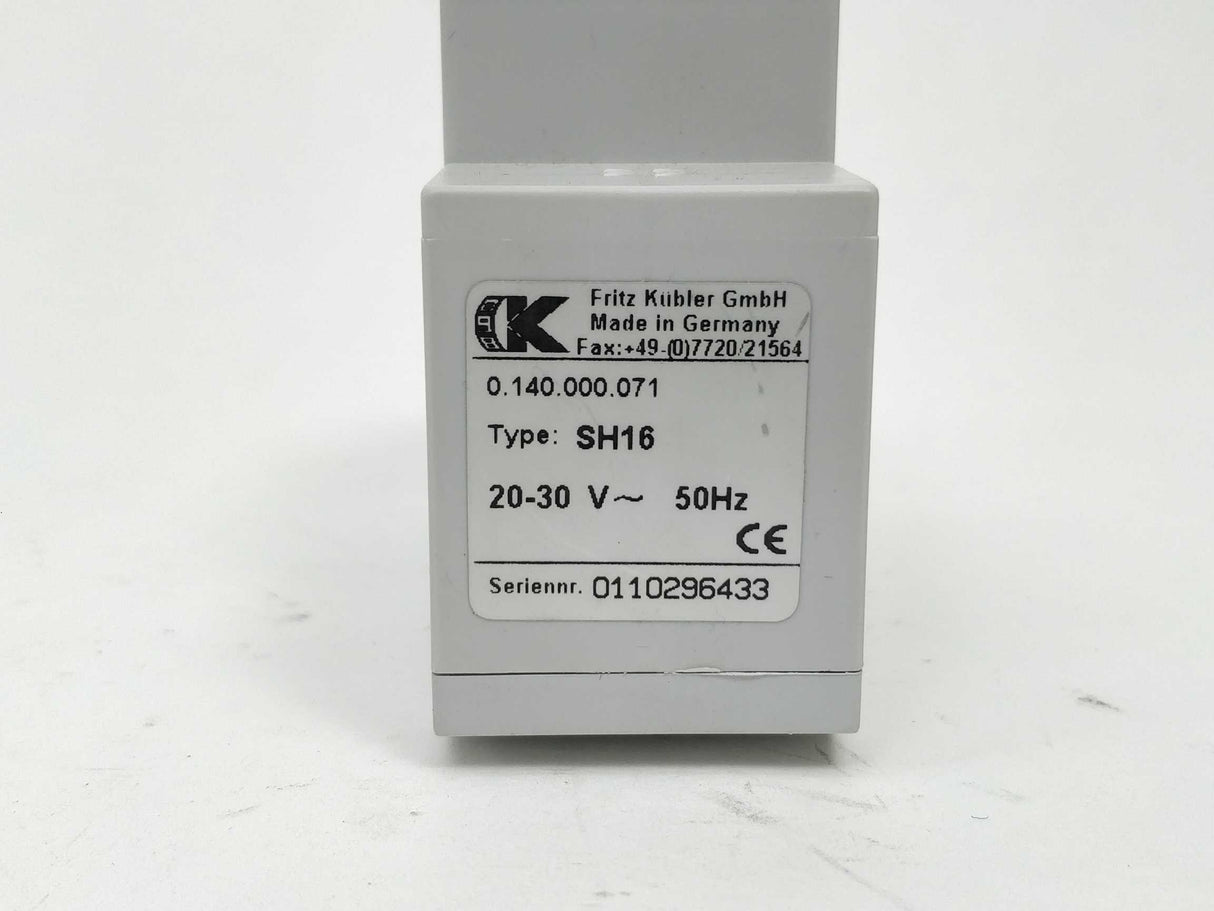 Fritz Kübler GmbH
Made in Germany
Fax:+49-(0)7720/21564
0.140.000.071
Type: SH16
20-30 V~ 50Hz
CE
Seriennr. 0110296433